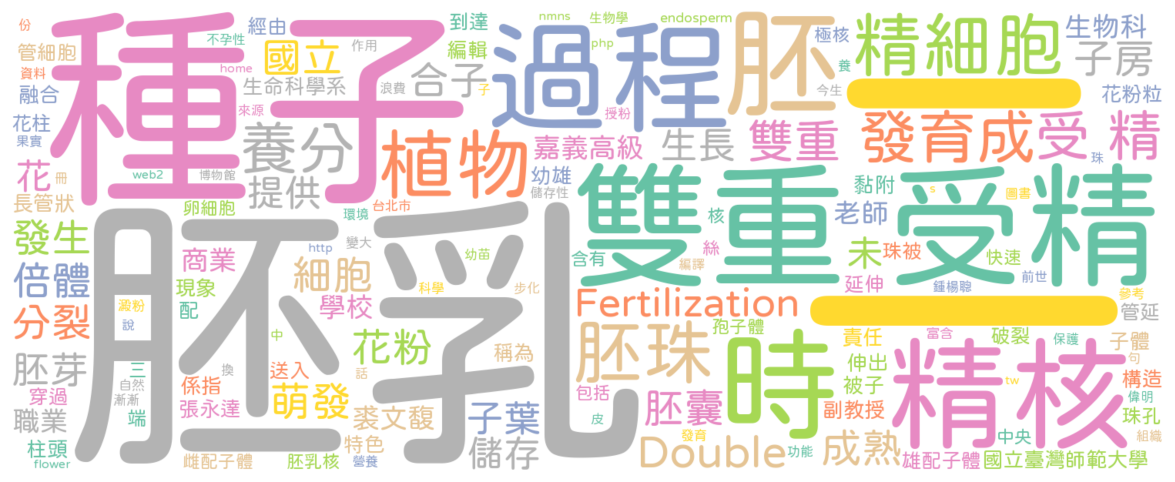 份
不孕性
經由
nmns
生物學
endosperm
到達
極核
生物科
管細胞
種子
國立
作用
編輯
過程
胚
php
精細胞
子房
資料
home
生命科學系
浪費
合子
子
養
今生
融合
來源
授粉
一
花粉粒
花柱
養分
植物
嘉義高級
生長
雙重
發育成
受 精
果實
花
web2
博物館
提供
幼雄
珠
冊
儲存性
黏附
s
圖書
長管狀
卵細胞
環境
台北市
雙重受精
核
老師
發生
商業
http
變大
幼苗
含有
絲
未
珠被
快速
倍體
細胞
編譯
延伸
鍾楊聰
前世
現象
科學
步化
Fertilization
一
參考
管延
分裂
澱粉
說
配
學校
胚乳
孢子體
責任
富含
破裂
保護
子體
中
花粉
稱為
胚珠
時
精核
伸出
句
胚芽
三
自然
換
送入
話
包括
被子
tw
構造
穿過
漸漸
係指
萌發
胚囊
偉明
職業
端
張永達
裘文馥
子葉
皮
副教授
珠孔
柱頭
特色
儲存
Double
發育
功能
成熟
中央
組織
flower
雌配子體
胚乳核
營養
雄配子體
國立臺灣師範大學